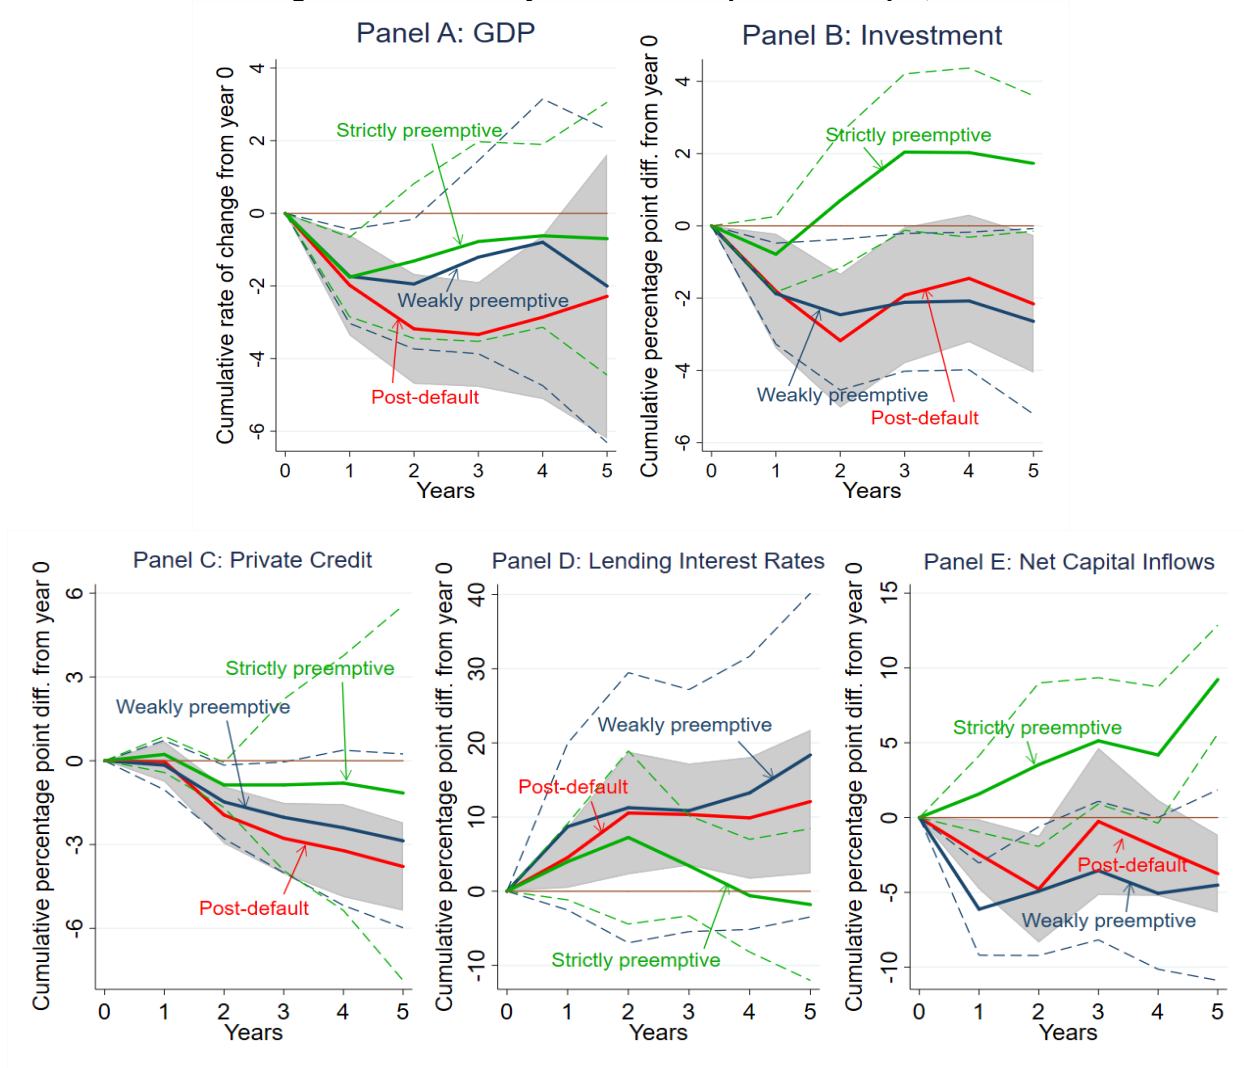 Panel A: GDP
Cumulative rate of change from year 0
4
2
0
2
4
-6
Strictly preemptive
Weakly preemptive
Post-default
0 1 2 3 4 5
Years
Panel B: Investment
Cumulative percentage point diff. from year 0
4
2
0
-2
-4
-6
Strictly preemptive
Weakly preemptive
Post-default
0 1 2 3 4 5
Years
Panel C: Private Credit
Cumulative percentage point diff. from year 0
6
3
0
-3
-6
Strictly preemptive
Weakly preemptive
Post-default
0 1 2 3 4 5
Years
Panel D: Lending Interest Rates
Cumulative percentage point diff. from year 0
40
30
20
10
0
-10
Weakly preemptive
Post-default
Strictly preemptive
0 1 2 3 4 5
Years
Panel E: Net Capital Inflows
Cumulative percentage point diff. from year 0
15
10
5
0
-5
-10
Strictly preemptive
Post-default
Weakly preemptive
0 1 2 3 4 5
Years